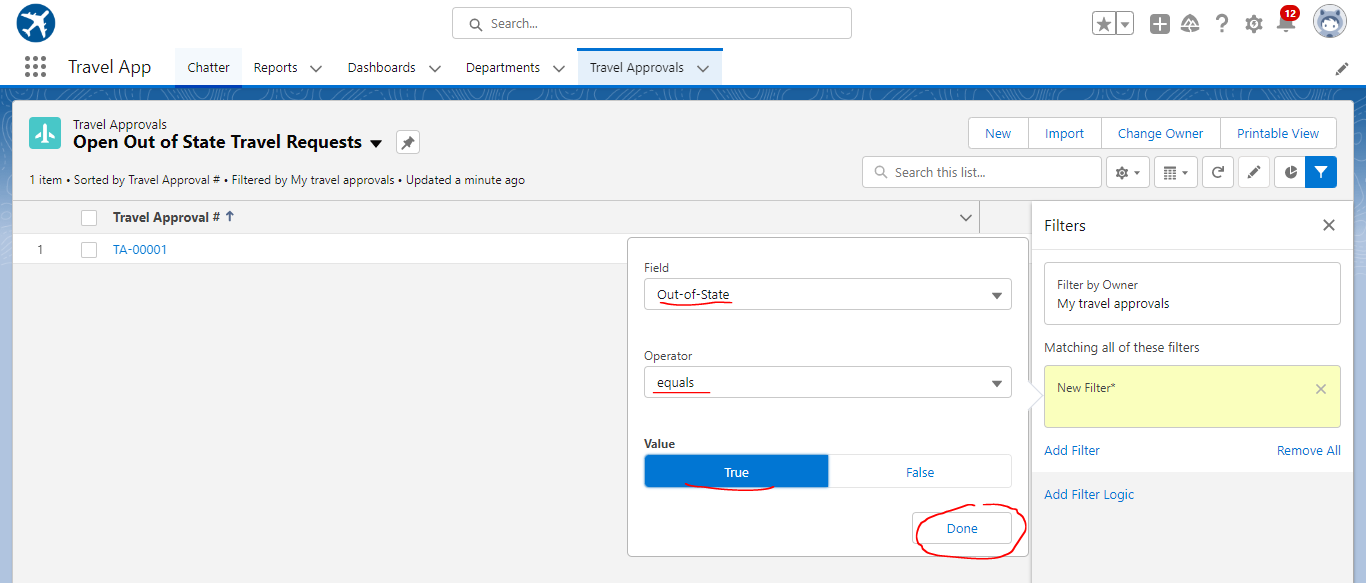 Search...
12
Travel App
Chatter
Reports
Dashboards
Departments
Travel Approvals
Travel Approvals
Open Out of State Travel Requests
New
Import
Change Owner
Printable View
1 item • Sorted by Travel Approval # • Filtered by My travel approvals • Updated a minute ago
Search this list...
Travel Approval #
1
TA-00001
Field
Out-of-State
Operator
equals
Value
True
False
Done
Filters
Filter by Owner
My travel approvals
Matching all of these filters
New Filter*
Add Filter
Remove All
Add Filter Logic